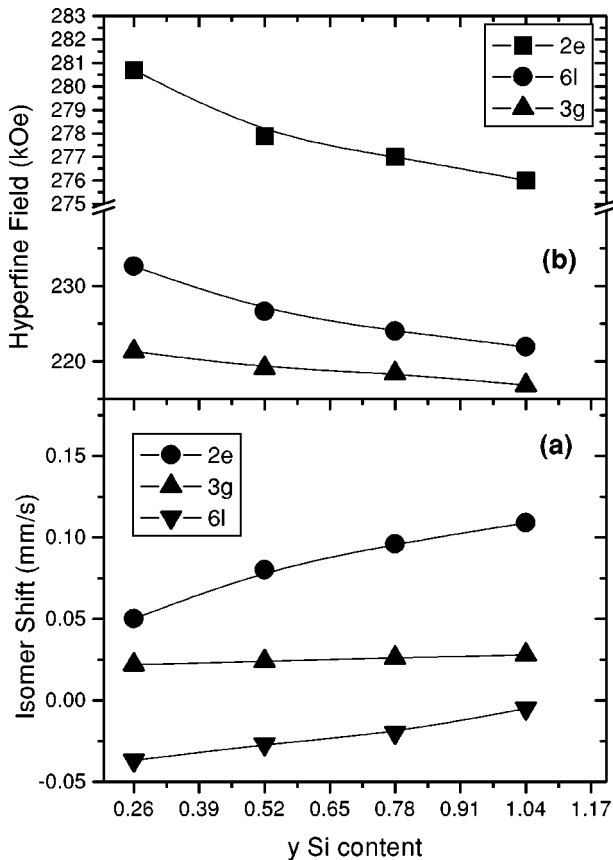 283
282
281
280
279
278
277
276
275
230
220
Hyperfine Field (kOe)
2e
6l
3g
(b)
(a)
2e
3g
6l
0.15
0.10
0.05
0.00
-0.05
Isomer Shift (mm/s)
0.26 0.39 0.52 0.65 0.78 0.91 1.04 1.17
y Si content